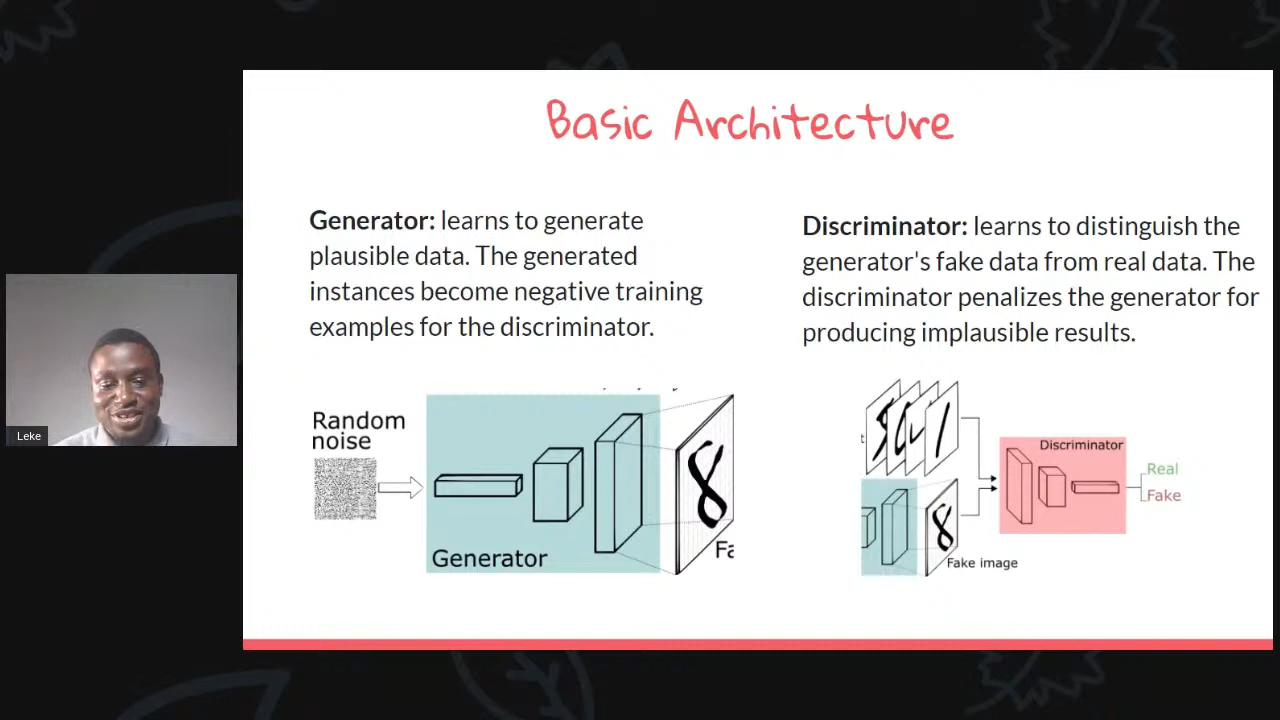 Basic Architecture
Generator: learns to generate
plausible data. The generated
instances become negative training
examples for the discriminator.
Discriminator: learns to distinguish the
generator's fake data from real data. The
discriminator penalizes the generator for
producing implausible results.
Random
noise
Generator
8
Discriminator
Real
Fake
8
Fake image
Leke